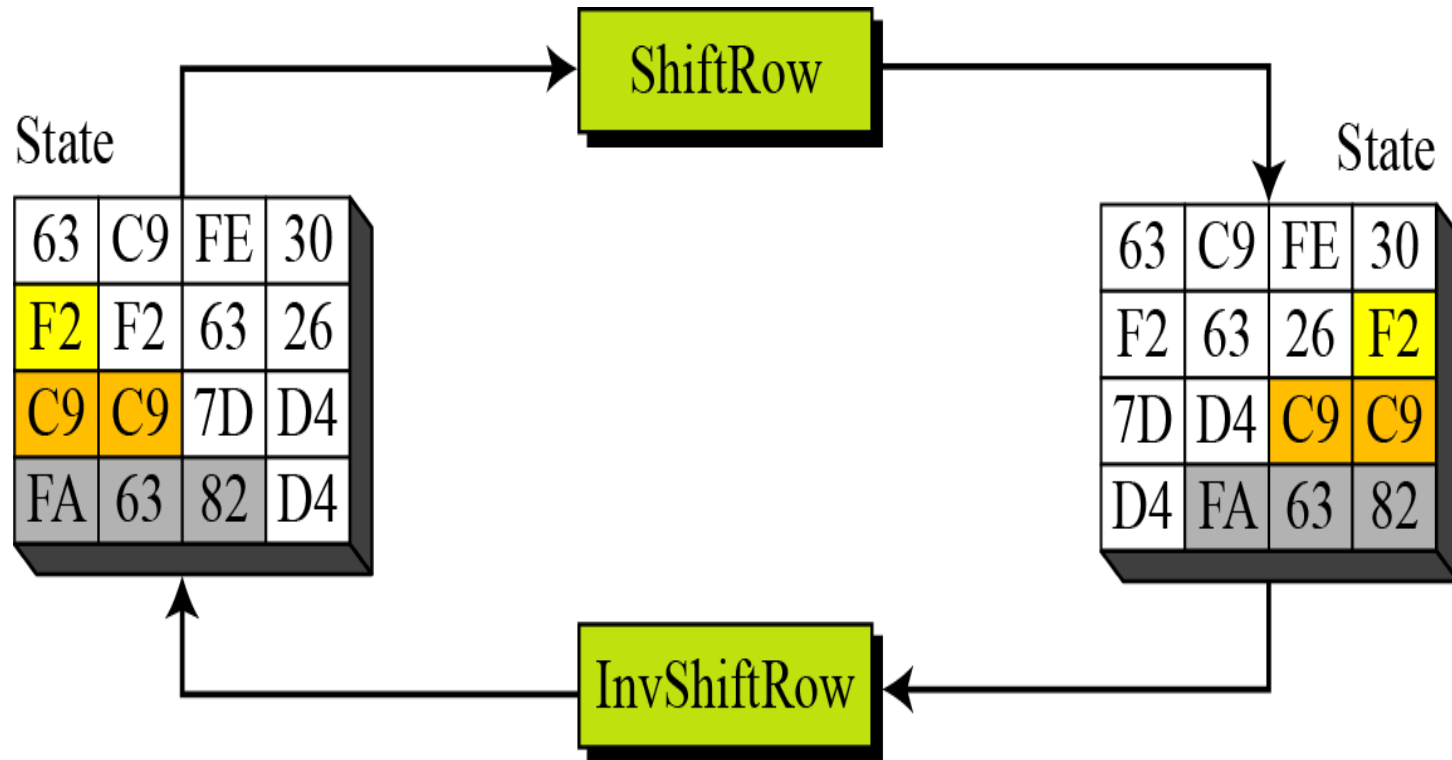 ShiftRow
State
State
63 C9 FE 30
F2 F2 63 26
C9 C9 7D D4
FA 63 82 D4
63 C9 FE 30
F2 63 26 F2
7D D4 C9 C9
D4 FA 63 82
InvShiftRow